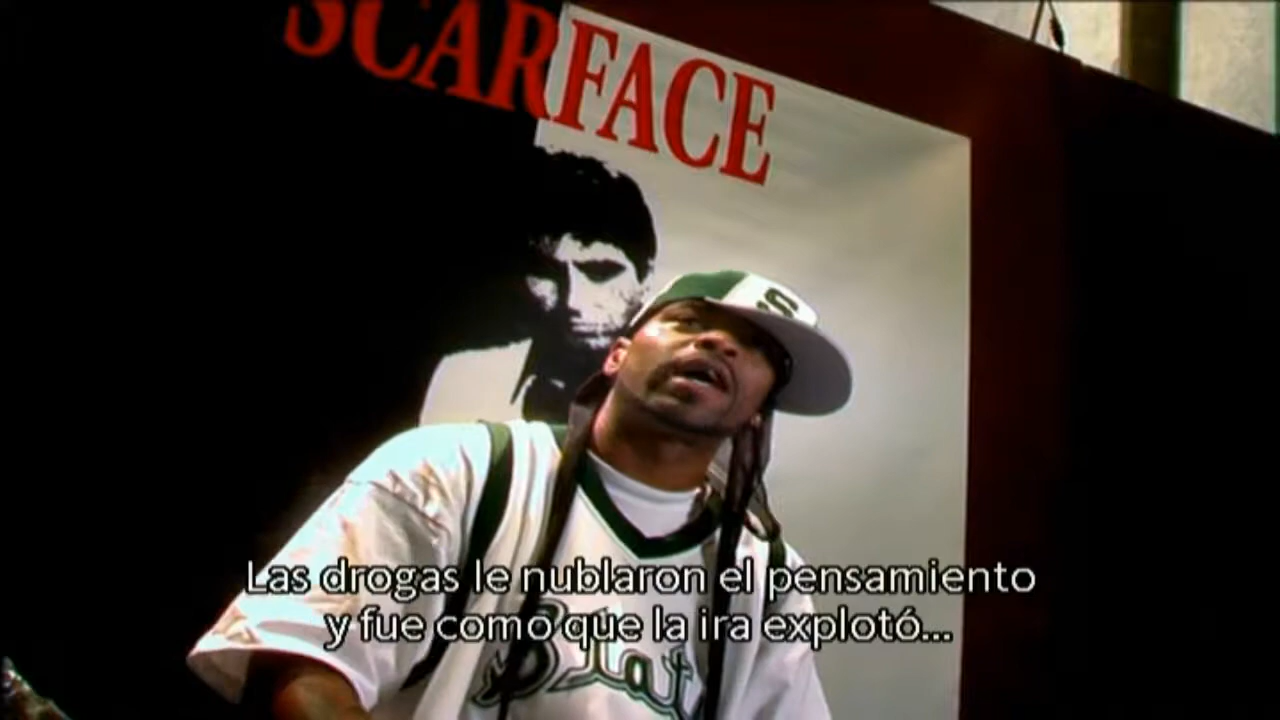 SCARFACE
S
Las drogas le nublaron el pensamiento
y fue como que la ira explotó...